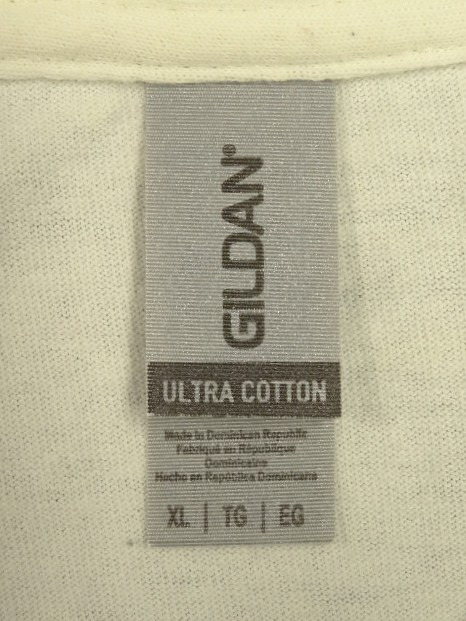 GILDAN®
ULTRA COTTON
Made in Dominican Republic
Fabriqué en République
Dominicaine
Hecho en República Dominicana
XL | TG | EG